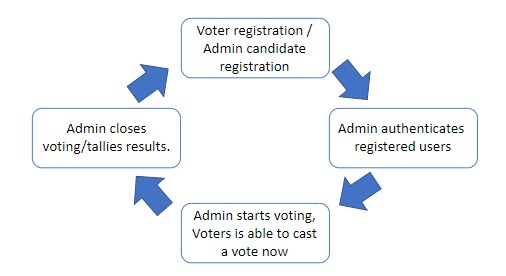 Voter registration /
Admin candidate
registration
Admin authenticates
registered users
Admin starts voting,
Voters is able to cast
a vote now
Admin closes
voting/tallies results.